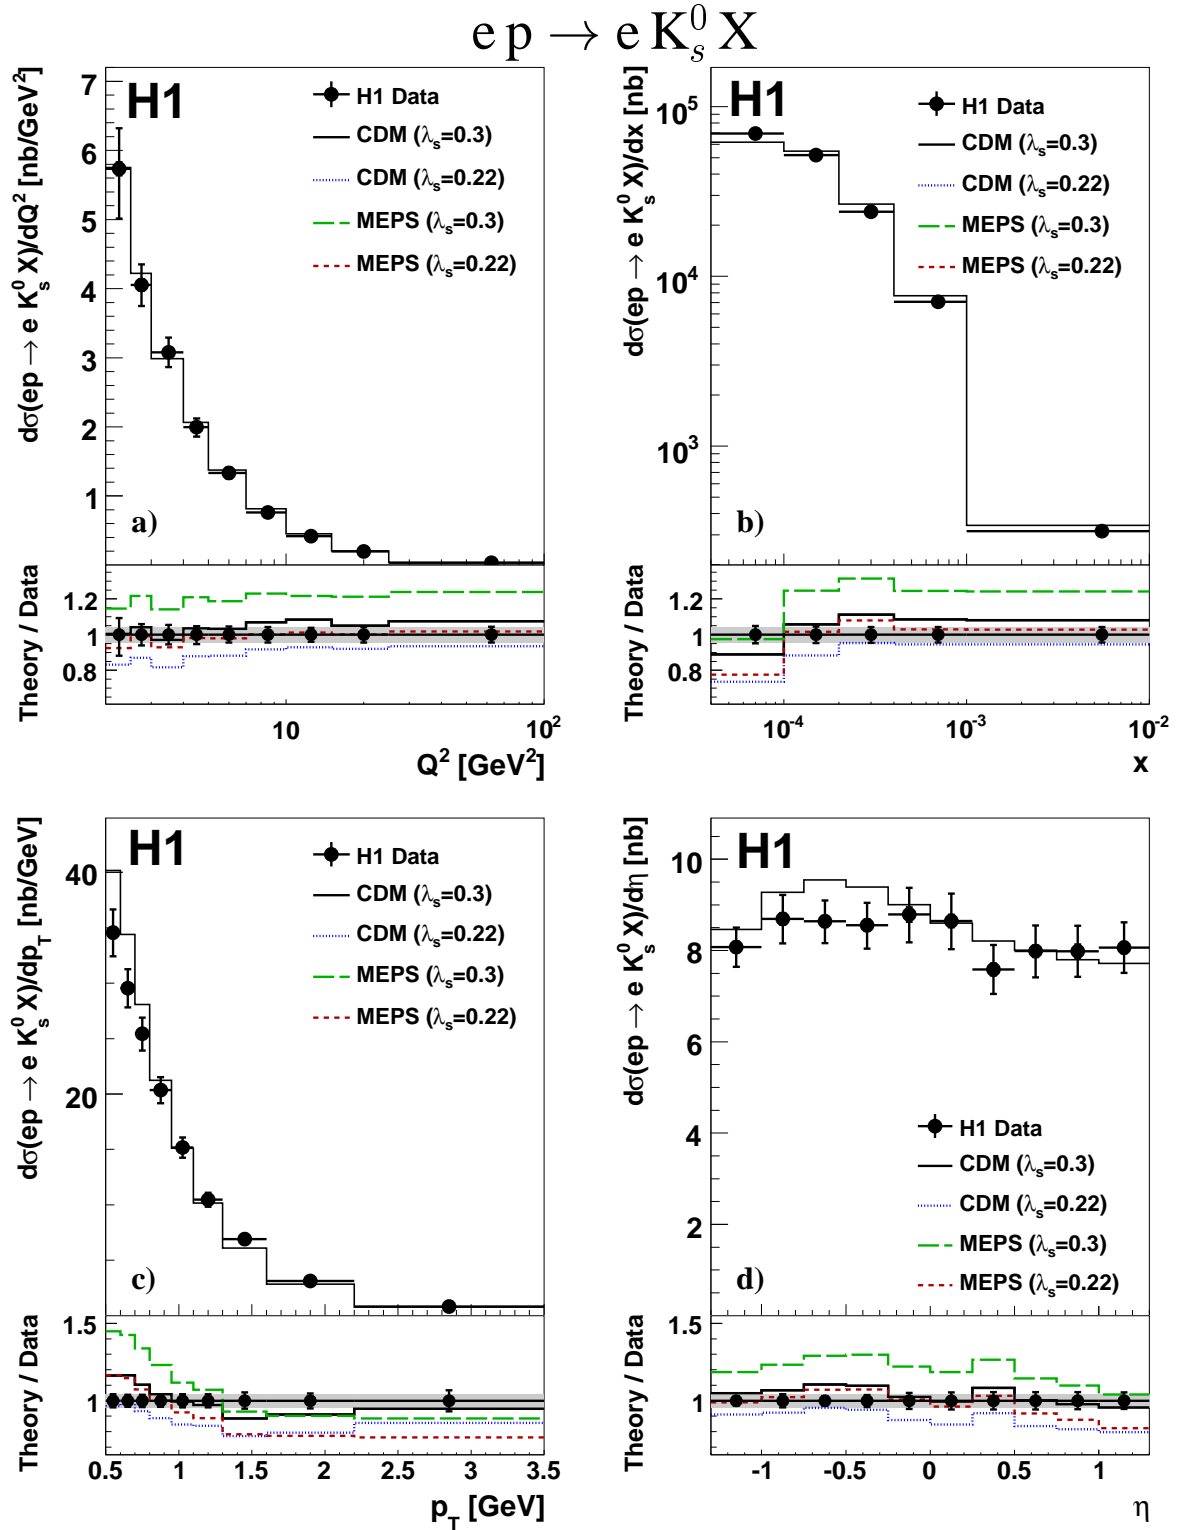 e p → e K⁰ₛ X
H1
H1 Data
CDM (λₛ=0.3)
CDM (λₛ=0.22)
MEPS (λₛ=0.3)
MEPS (λₛ=0.22)
dσ(ep → e K⁰ₛ X)/dQ² [nb/GeV²]
7
6
5
4
3
2
1
a)
Theory / Data
1.2
1
0.8
10
10²
Q² [GeV²]
H1
H1 Data
CDM (λₛ=0.3)
CDM (λₛ=0.22)
MEPS (λₛ=0.3)
MEPS (λₛ=0.22)
dσ(ep → e K⁰ₛ X)/dx [nb]
10⁵
10⁴
10³
b)
Theory / Data
1.2
1
0.8
10⁻⁴
10⁻³
10⁻²
x
H1
H1 Data
CDM (λₛ=0.3)
CDM (λₛ=0.22)
MEPS (λₛ=0.3)
MEPS (λₛ=0.22)
dσ(ep → e K⁰ₛ X)/dp_T [nb/GeV]
40
20
c)
Theory / Data
1.5
1
0.5 1 1.5 2 2.5 3 3.5
p_T [GeV]
H1
dσ(ep → e K⁰ₛ X)/dη [nb]
10
8
6
4
2
H1 Data
CDM (λₛ=0.3)
CDM (λₛ=0.22)
MEPS (λₛ=0.3)
MEPS (λₛ=0.22)
d)
Theory / Data
1.5
1
-1 -0.5 0 0.5 1
η